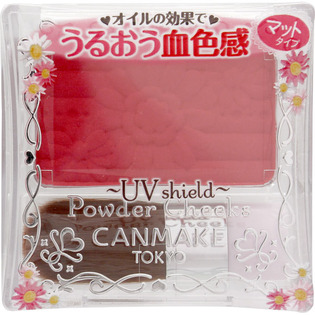 オイルの効果で
うるおう血色感
マット
タイプ
~UV shield~
Powder Cheeks
CANMAKE
TOKYO